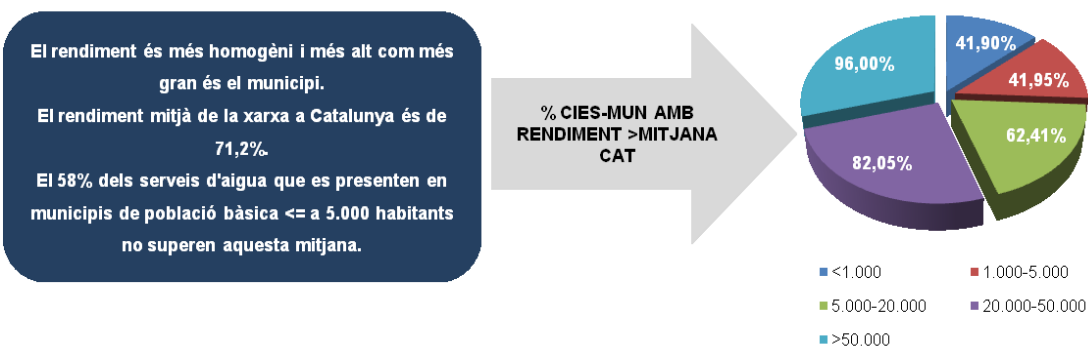 El rendiment és més homogèni i més alt com més
gran és el municipi.
El rendiment mitjà de la xarxa a Catalunya és de
71,2%.
El 58% dels serveis d'aigua que es presenten en
municipis de població bàsica <= a 5.000 habitants
no superen aquesta mitjana.
% CIES-MUN AMB
RENDIMENT >MITJANA
CAT
41,90%
41,95%
62,41%
82,05%
96,00%
<1.000
1.000-5.000
5.000-20.000
20.000-50.000
>50.000